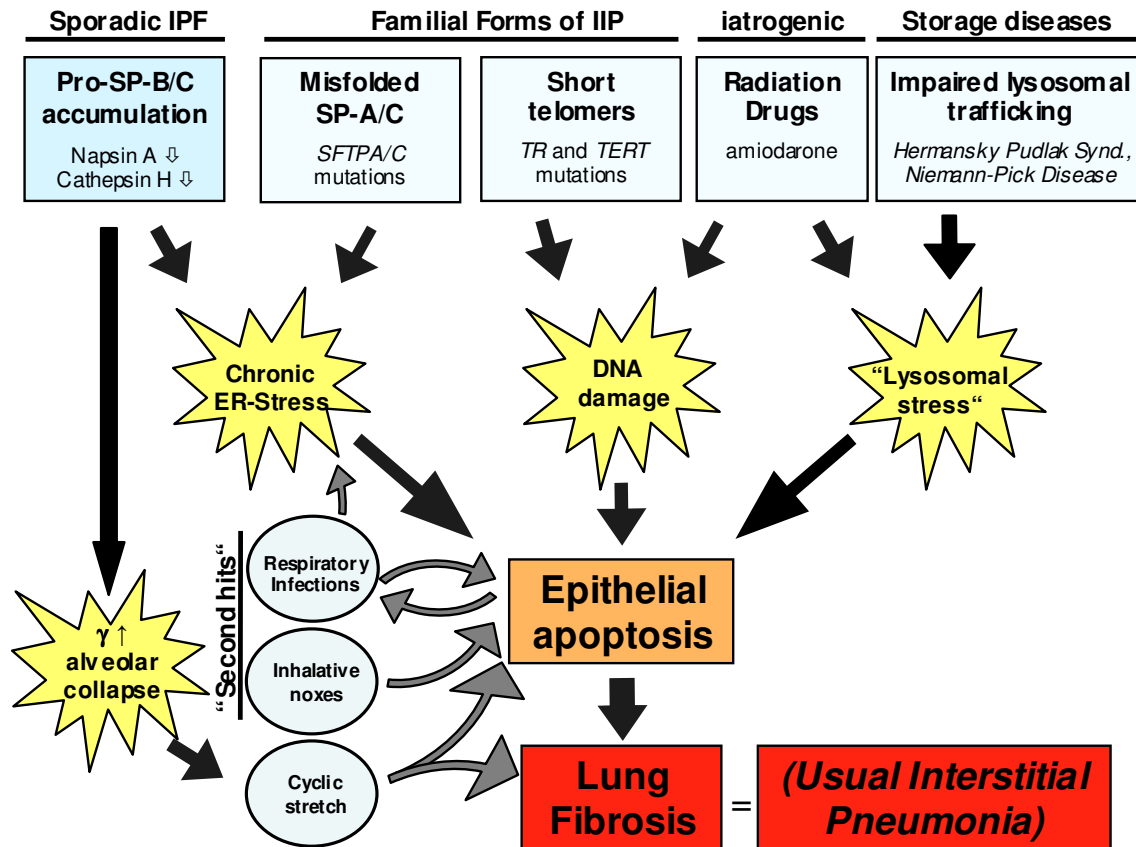 Sporadic IPF
Familial Forms of IIP
iatrogenic
Storage diseases
Pro-SP-B/C
accumulation
Napsin A ⇩
Cathepsin H ⇩
Misfolded
SP-A/C
SFTPA/C
mutations
Short
telomers
TR and TERT
mutations
Radiation
Drugs
amiodarone
Impaired lysosomal
trafficking
Hermansky Pudlak Synd.,
Niemann-Pick Disease
Chronic
ER-Stress
DNA
damage
“Lysosomal
stress“
“Second hits“
Respiratory
Infections
Inhalative
noxes
Cyclic
stretch
γ ↑
alveolar
collapse
Epithelial
apoptosis
Lung
Fibrosis
=
(Usual Interstitial
Pneumonia)